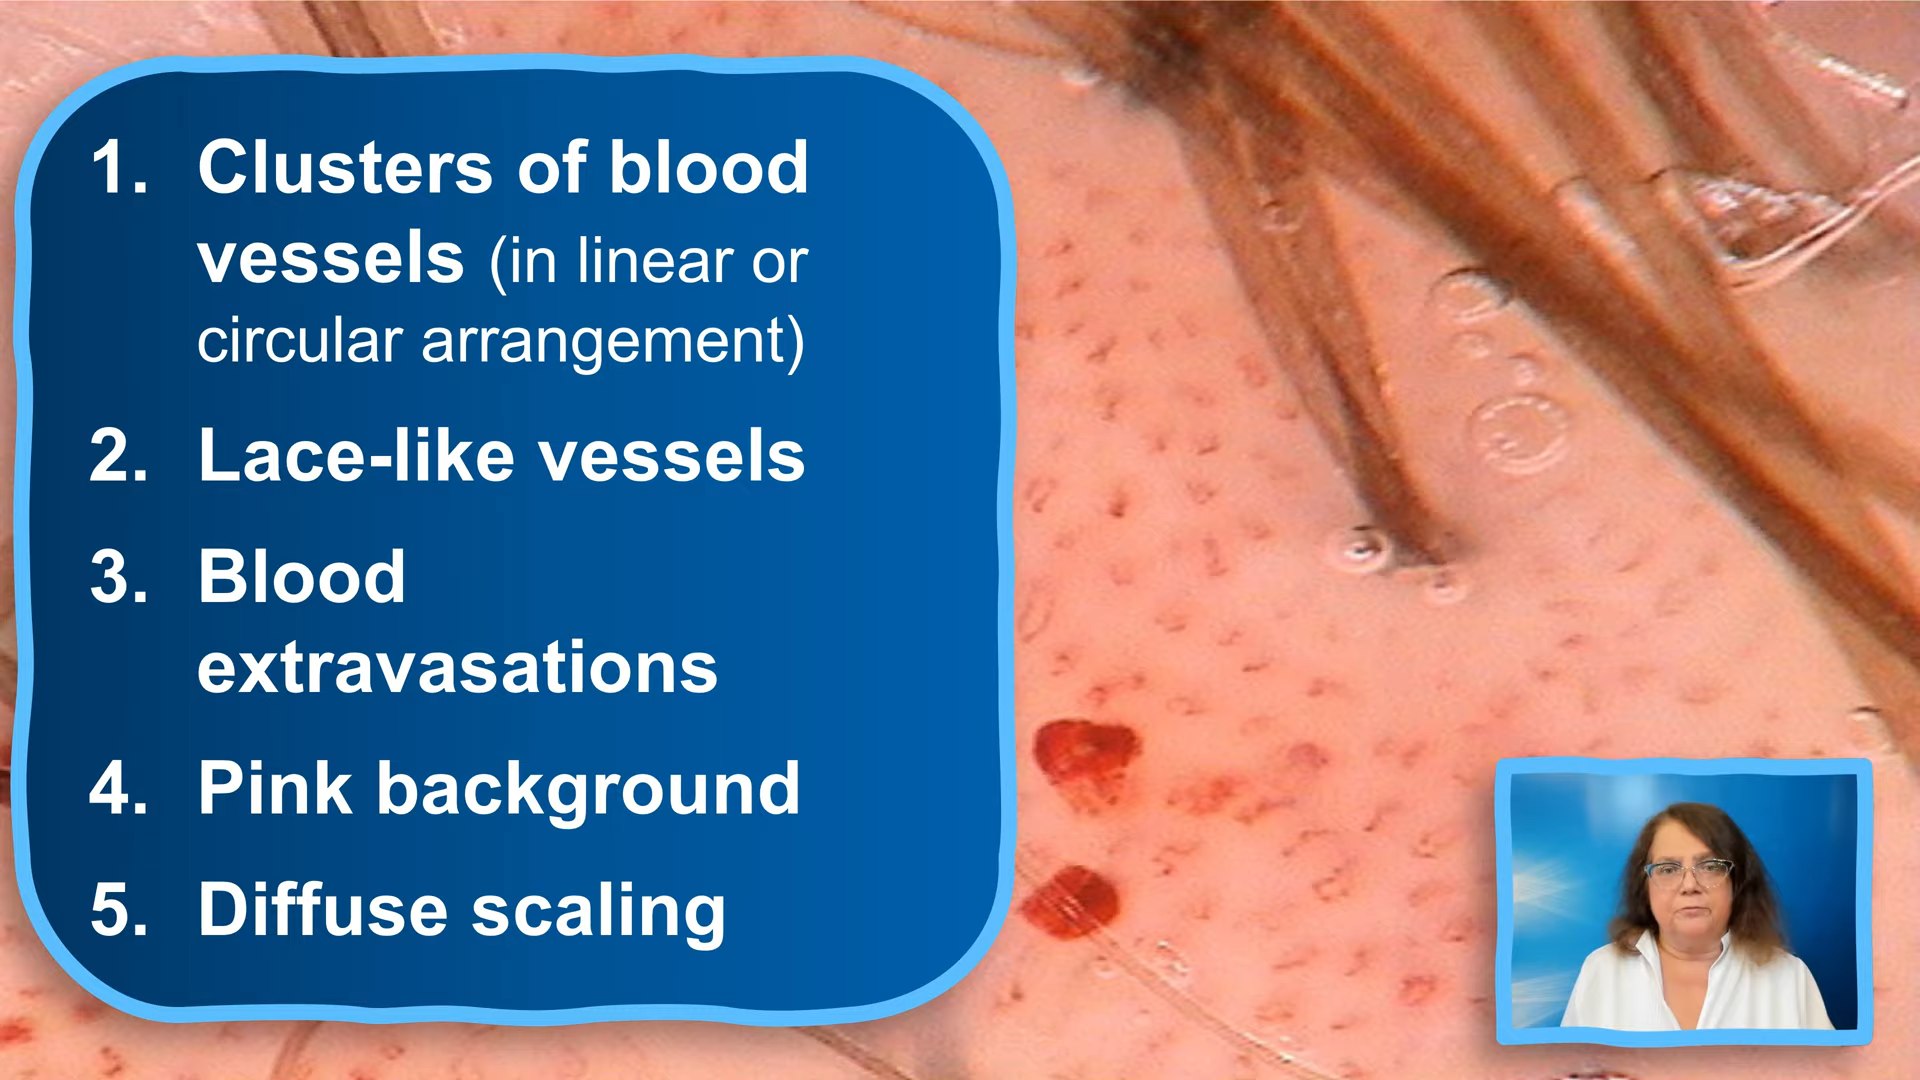 1. Clusters of blood
vessels (in linear or
circular arrangement)
2. Lace-like vessels
3. Blood
extravasations
4. Pink background
5. Diffuse scaling